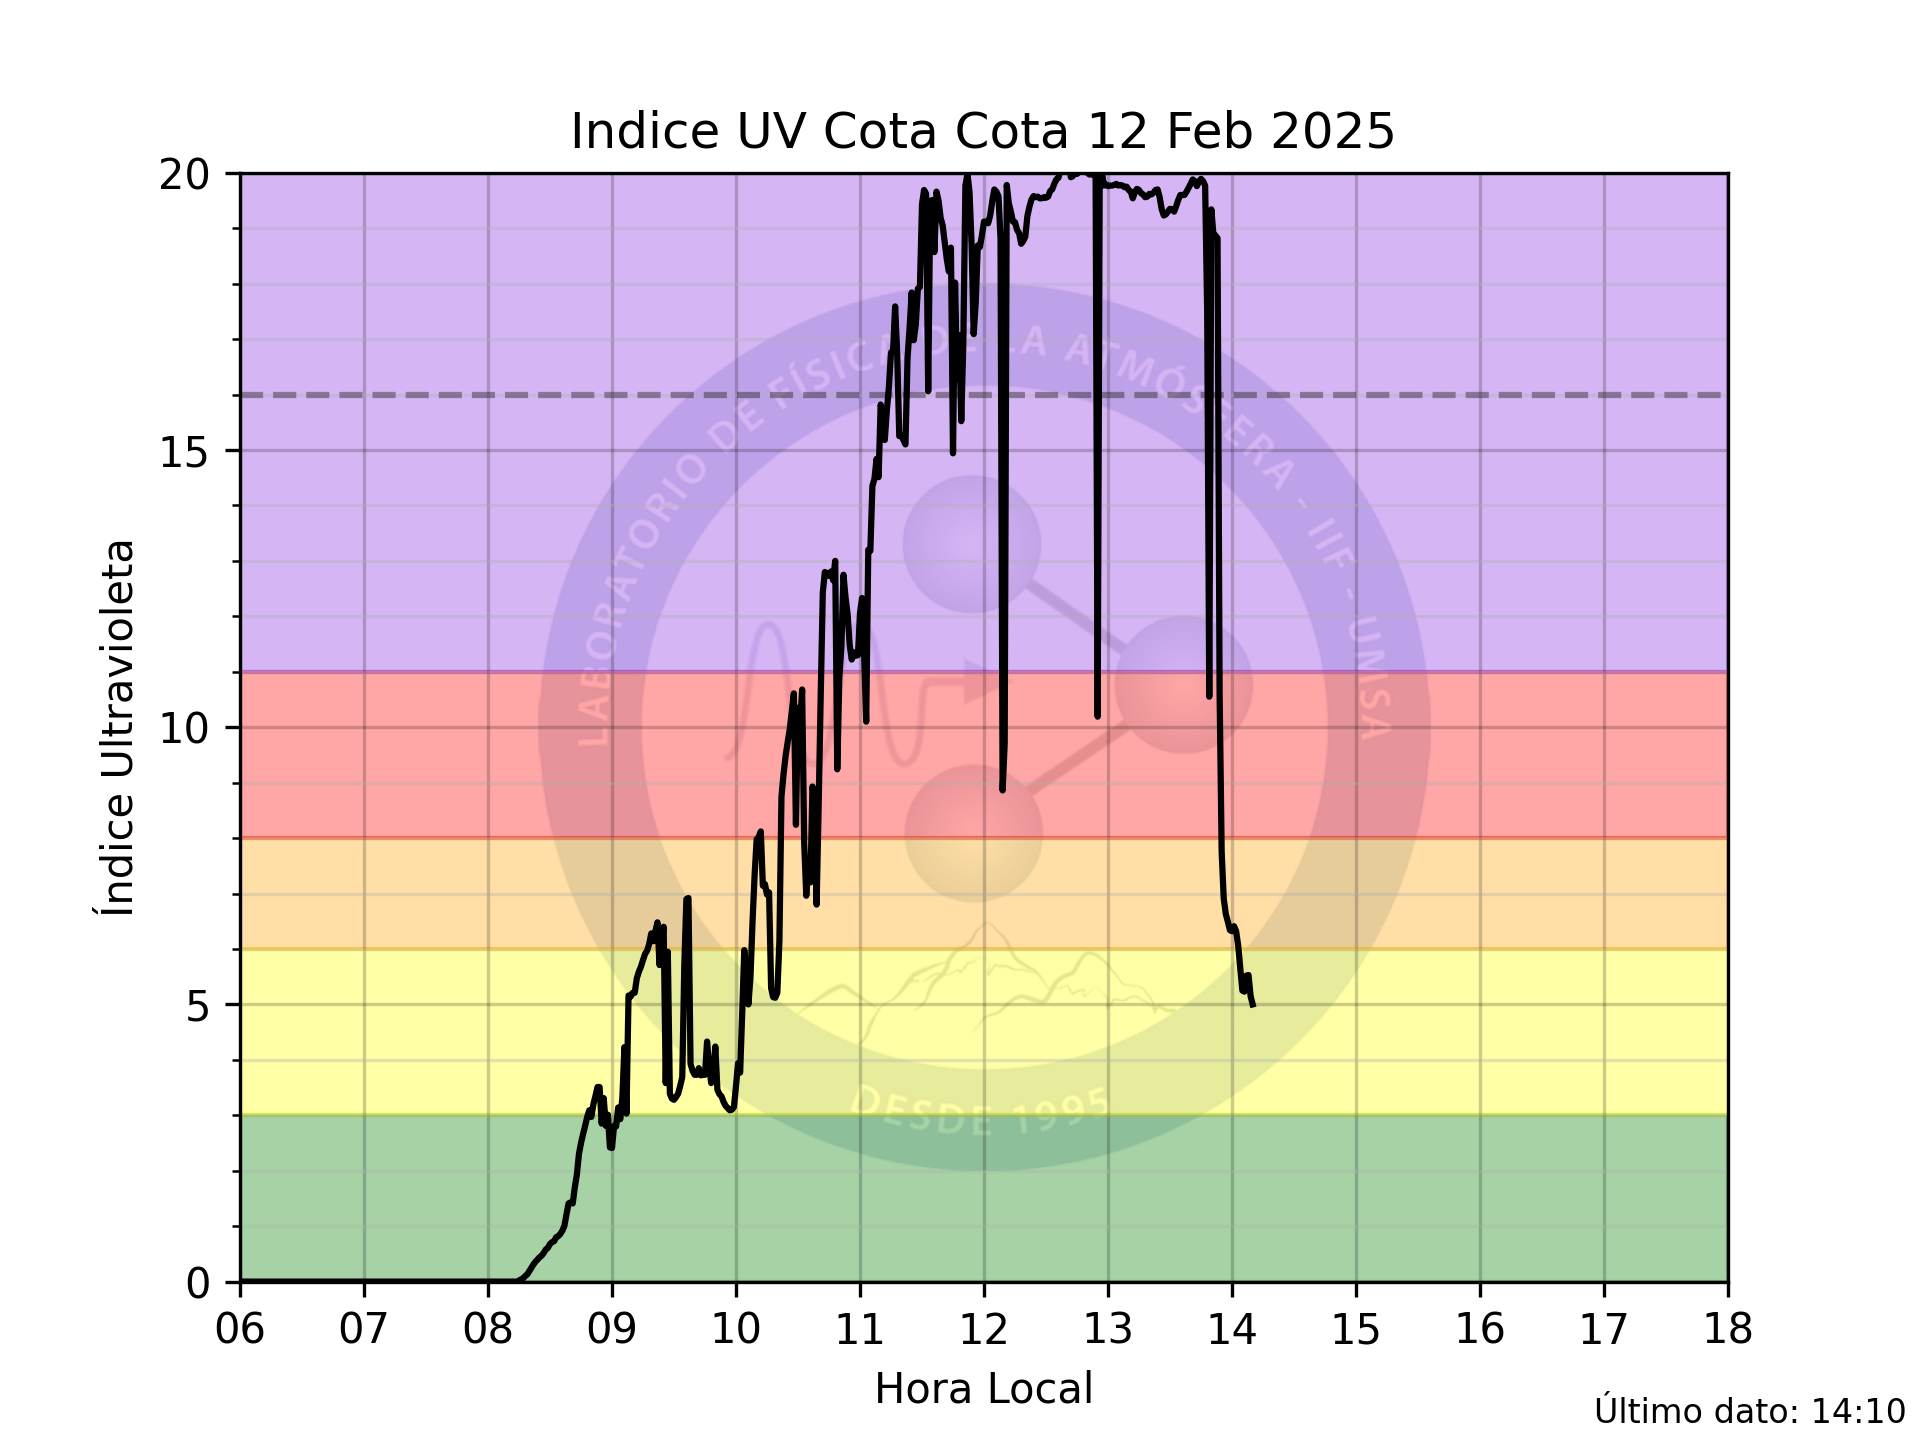 Indice UV Cota Cota 12 Feb 2025
20
15
10
5
0
Índice Ultravioleta
LABORATORIO DE FÍSICA DE LA ATMÓSFERA - IIF - UMSA
DESDE 1995
06 07 08 09 10 11 12 13 14 15 16 17 18
Hora Local
Último dato: 14:10